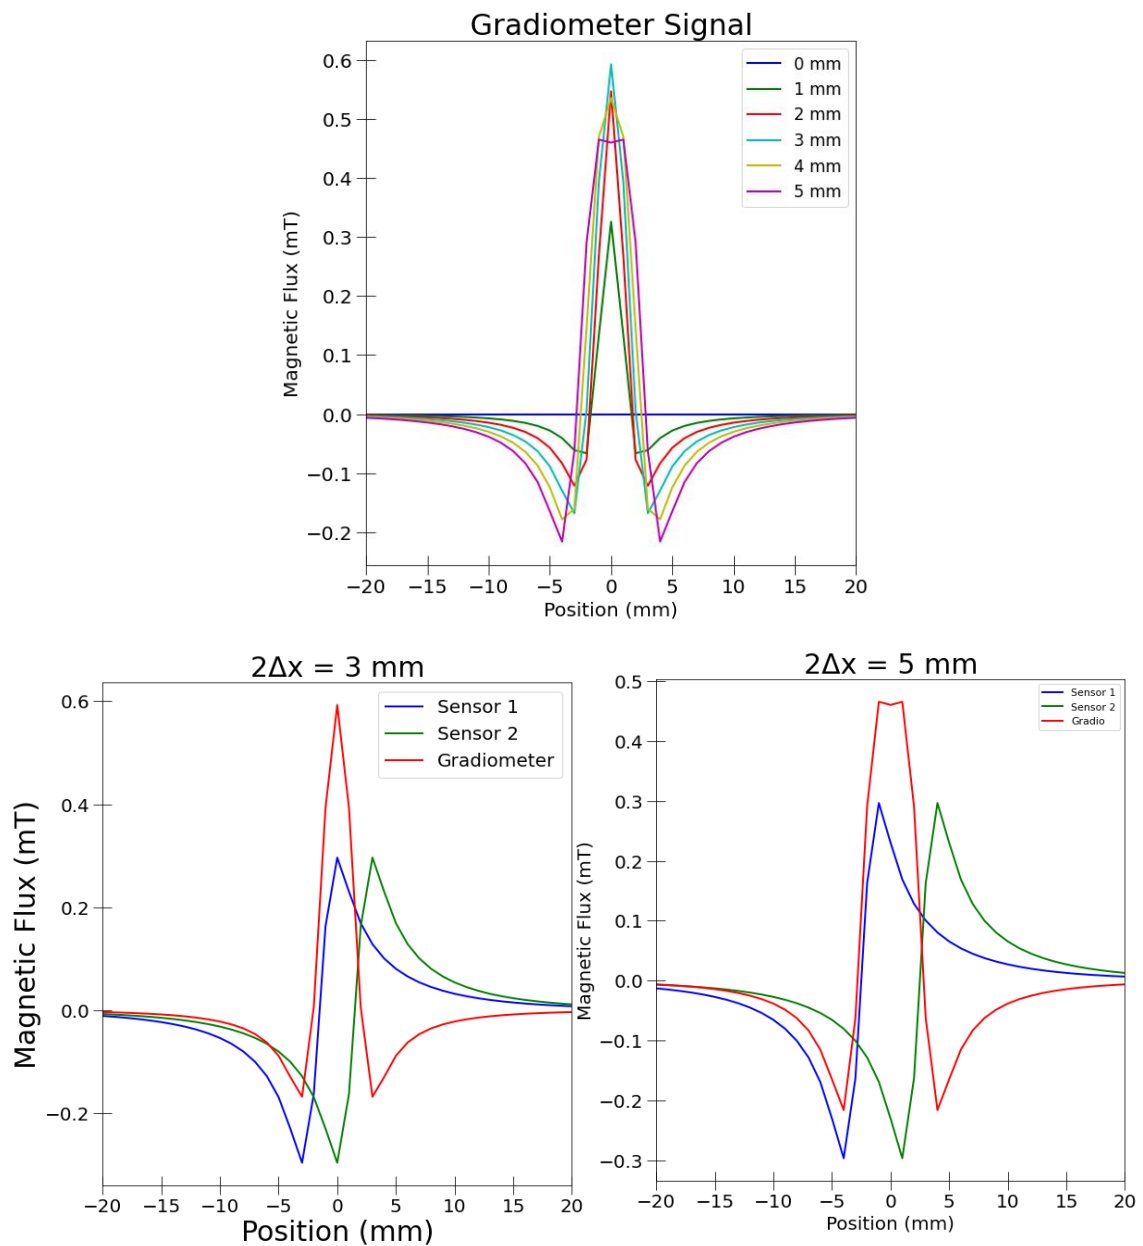 Gradiometer Signal
0.6
0.5
0.4
0.3
0.2
0.1
0.0
−0.1
−0.2
Magnetic Flux (mT)
0 mm
1 mm
2 mm
3 mm
4 mm
5 mm
−20 −15 −10 −5 0 5 10 15 20
Position (mm)
2Δx = 3 mm
0.6
0.4
0.2
0.0
−0.2
Magnetic Flux (mT)
Sensor 1
Sensor 2
Gradiometer
−20 −15 −10 −5 0 5 10 15 20
Position (mm)
2Δx = 5 mm
0.5
0.4
0.3
0.2
0.1
0.0
−0.1
−0.2
−0.3
Magnetic Flux (mT)
Sensor 1
Sensor 2
Gradio
−20 −15 −10 −5 0 5 10 15 20
Position (mm)